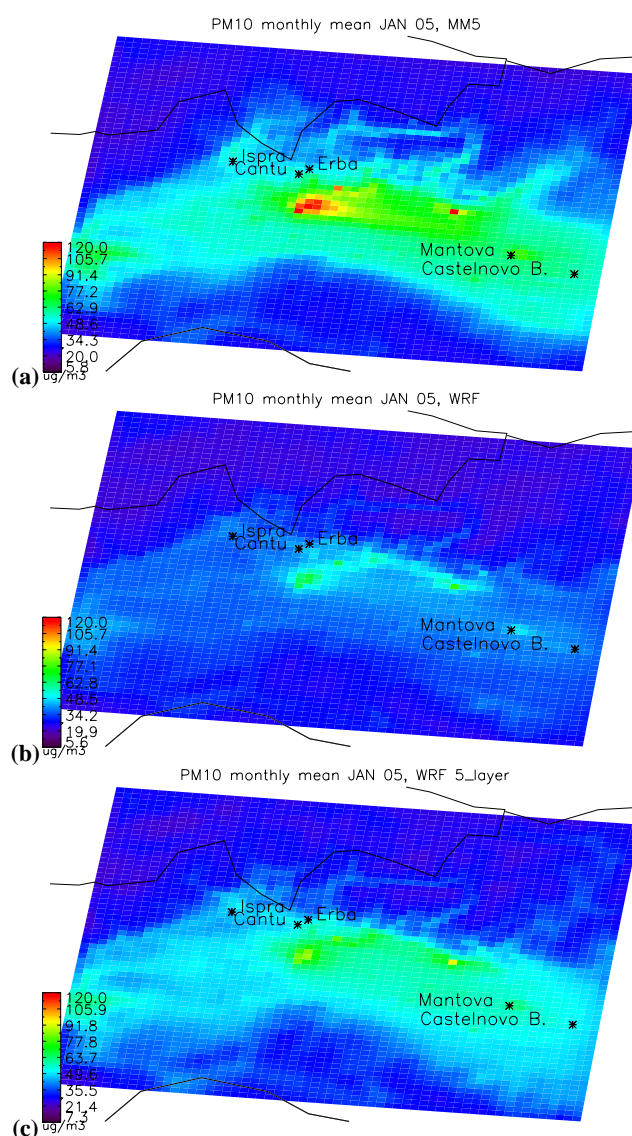 PM10 monthly mean JAN 05, MM5
Ispra
Cantu Erba
Mantova
Castelnovo B.
120.0
105.7
91.4
77.2
62.9
48.6
34.3
20.0
5.8
ug/m3
(a)
PM10 monthly mean JAN 05, WRF
Ispra
Cantu Erba
Mantova
Castelnovo B.
120.0
105.7
91.4
77.1
62.8
48.5
34.2
19.9
5.6
ug/m3
(b)
PM10 monthly mean JAN 05, WRF 5_layer
Ispra
Cantu Erba
Mantova
Castelnovo B.
120.0
105.9
91.8
77.8
63.7
49.6
35.5
21.4
7.3
ug/m3
(c)